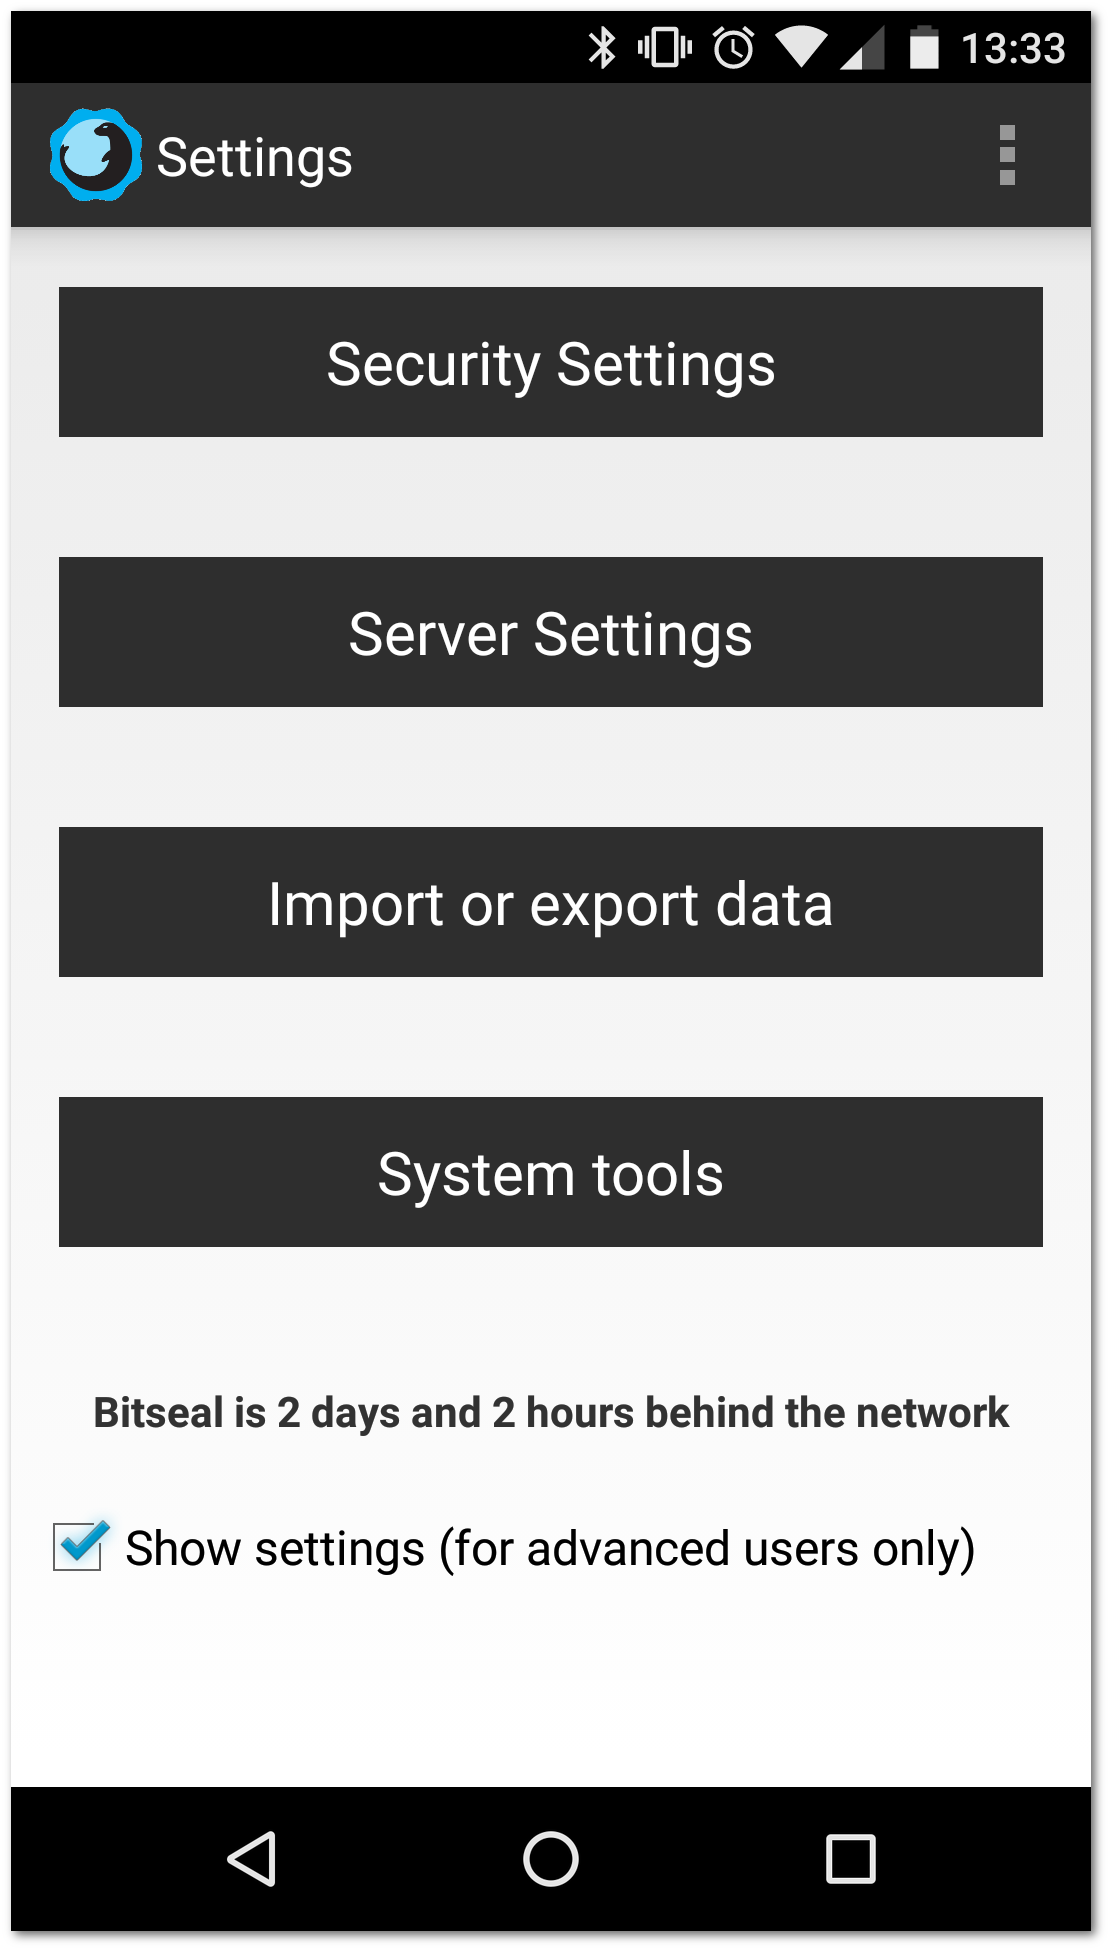 13:33
Settings
Security Settings
Server Settings
Import or export data
System tools
Bitseal is 2 days and 2 hours behind the network
Show settings (for advanced users only)